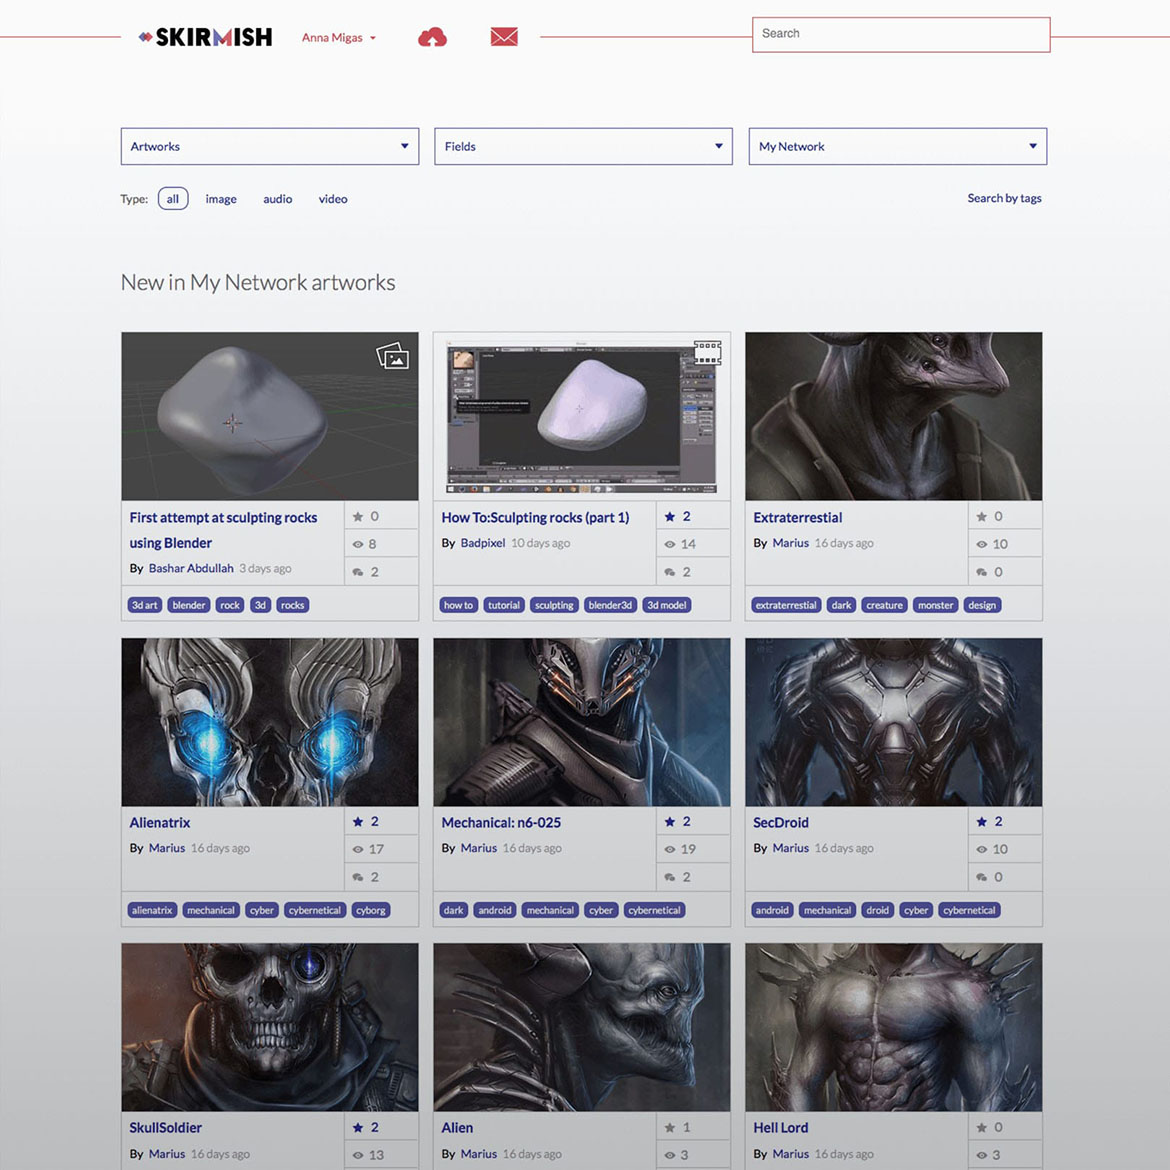 SKIRMISH
Anna Migas
Search
Artworks
Fields
My Network
Type: all image audio video
Search by tags
New in My Network artworks
First attempt at sculpting rocks
using Blender
By Bashar Abdullah 3 days ago
0
8
2
3d art blender rock 3d rocks
How To:Sculpting rocks (part 1)
By Badpixel 10 days ago
2
14
2
how to tutorial sculpting blender3d 3d model
Extraterrestial
By Marius 16 days ago
0
10
0
extraterrestial dark creature monster design
Alienatrix
By Marius 16 days ago
2
17
2
alienatrix mechanical cyber cybernetical cyborg
Mechanical: n6-025
By Marius 16 days ago
2
19
2
dark android mechanical cyber cybernetical
SecDroid
By Marius 16 days ago
2
10
0
android mechanical droid cyber cybernetical
SkullSoldier
By Marius 16 days ago
2
13
Alien
By Marius 16 days ago
1
3
Hell Lord
By Marius 16 days ago
0
3